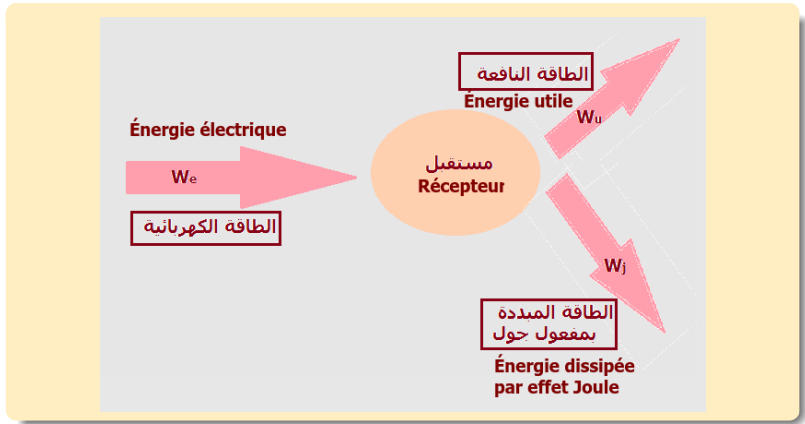 الطاقة النافعة
Énergie utile
Wu
Énergie électrique
We
الطاقة الكهربائية
مستقبل
Récepteur
Wj
الطاقة المبددة
بمفعول جول
Énergie dissipée
par effet Joule